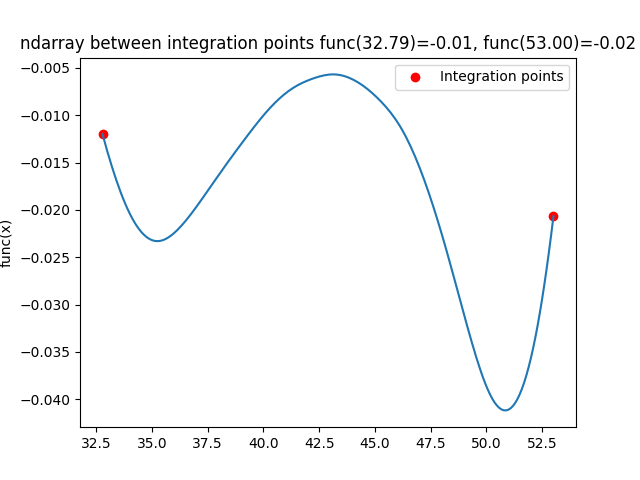 ndarray between integration points func(32.79)=-0.01, func(53.00)=-0.02
Integration points
func(x)
−0.005
−0.010
−0.015
−0.020
−0.025
−0.030
−0.035
−0.040
32.5 35.0 37.5 40.0 42.5 45.0 47.5 50.0 52.5